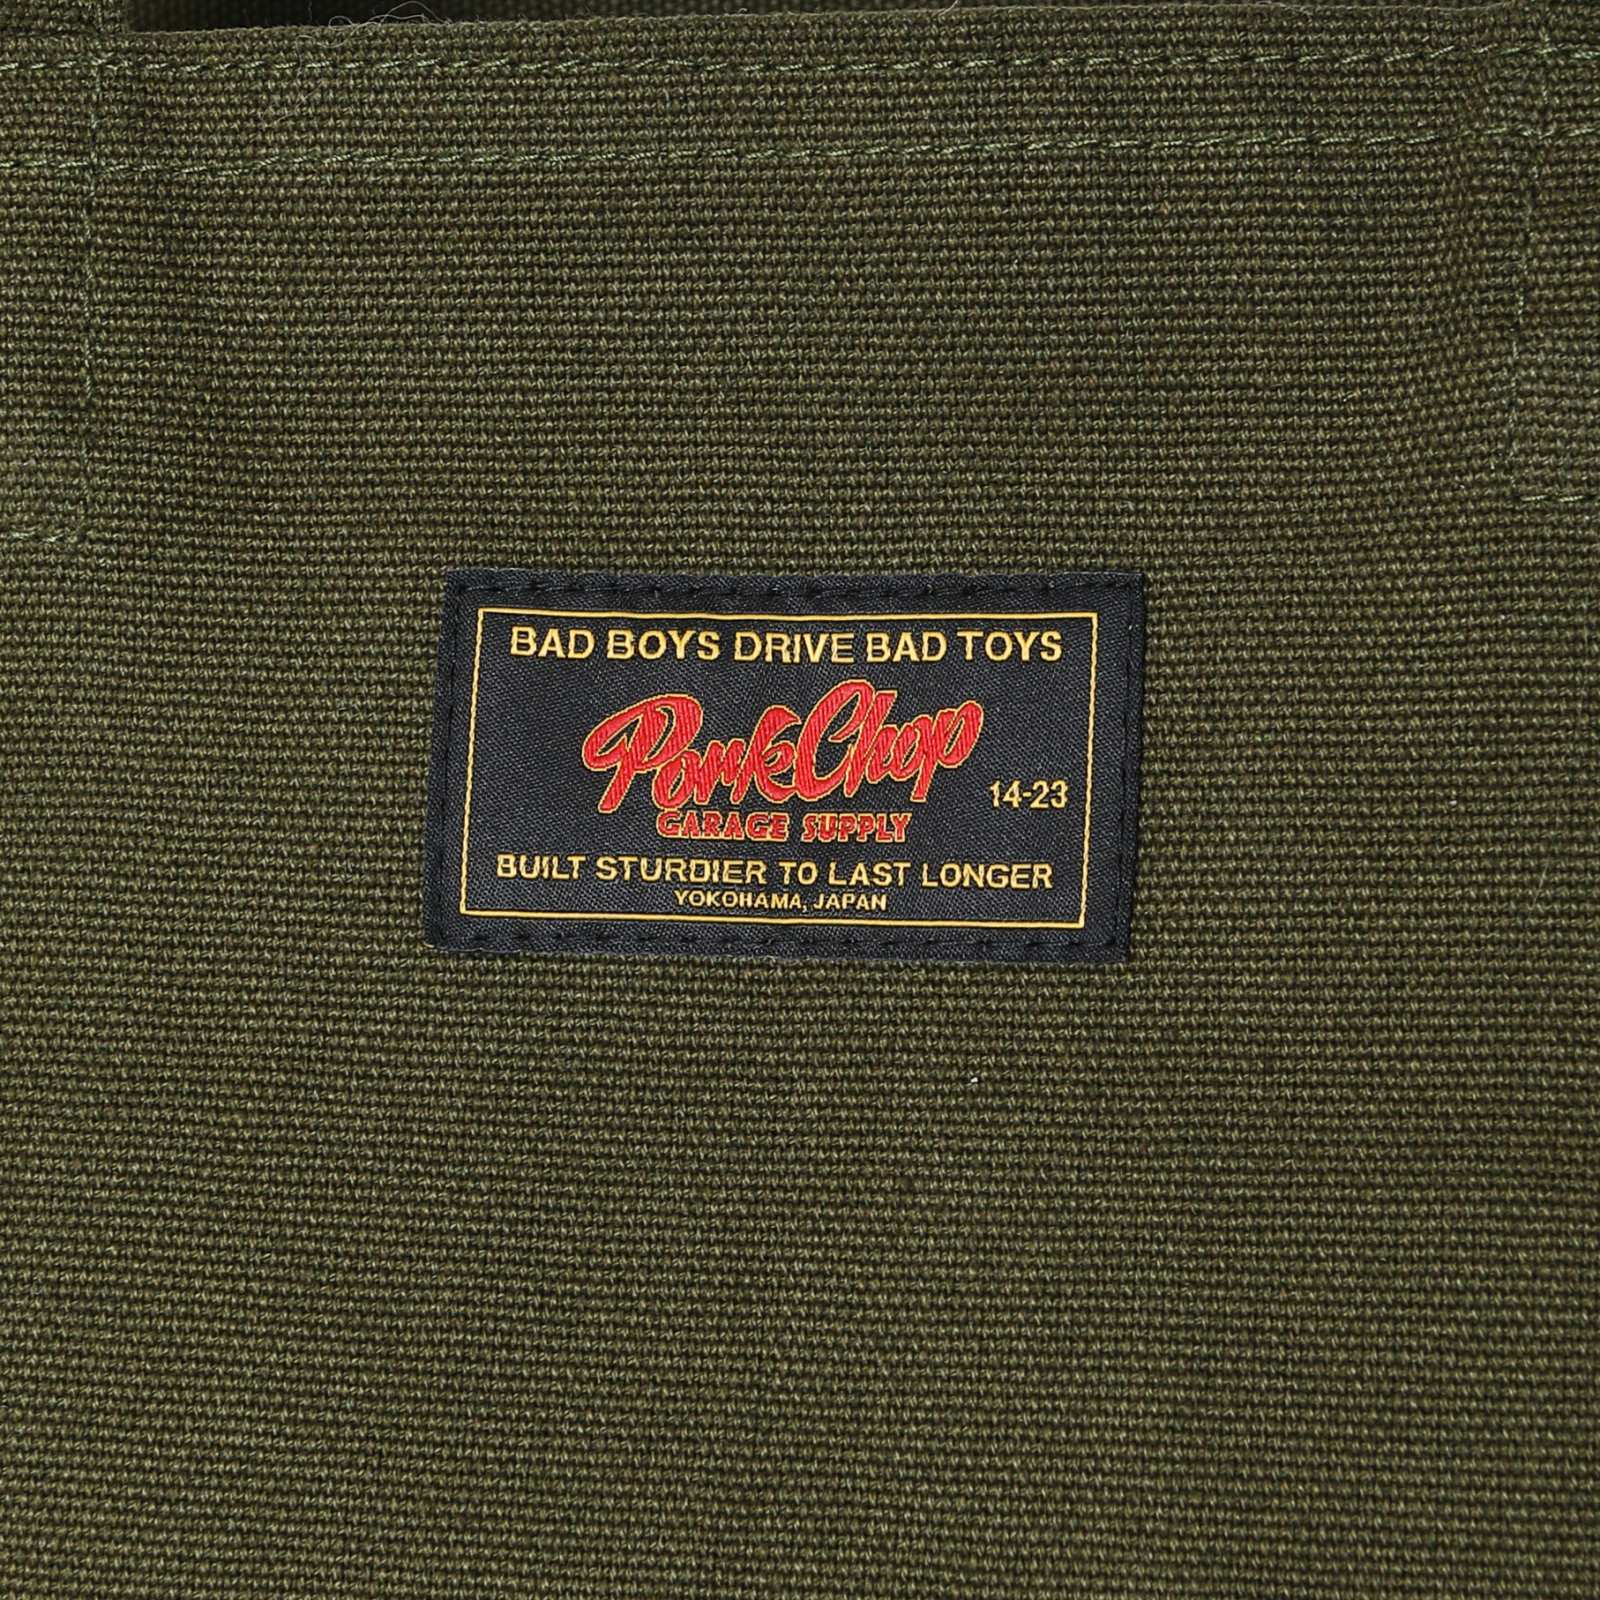 BAD BOYS DRIVE BAD TOYS
PorkChop
14-23
GARAGE SUPPLY
BUILT STURDIER TO LAST LONGER
YOKOHAMA, JAPAN